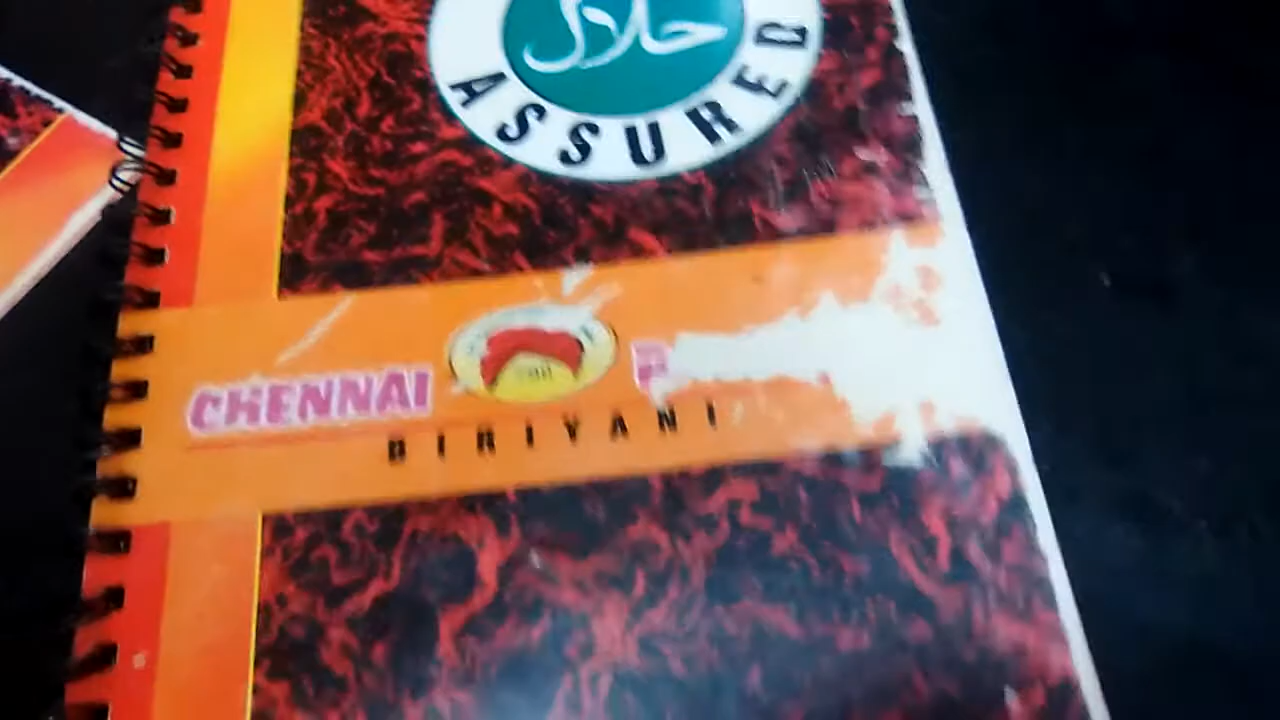 حلال
ASSURED
CHENNAI
BIRIYANI